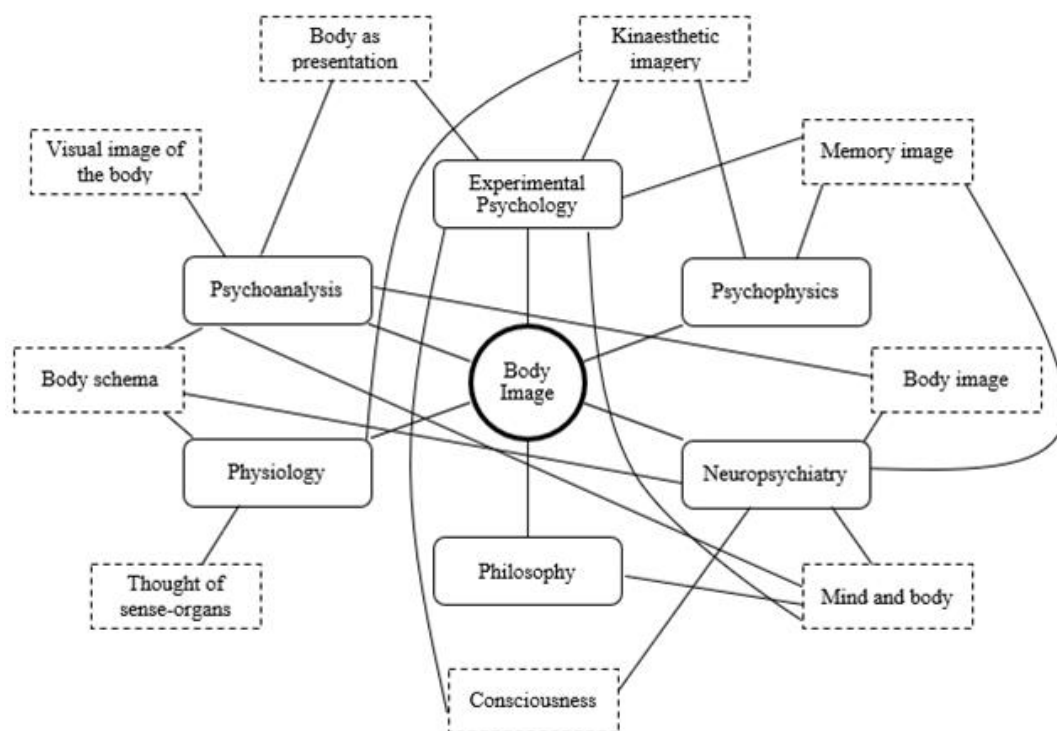 Body as
presentation
Kinaesthetic
imagery
Visual image of
the body
Memory image
Experimental
Psychology
Psychoanalysis
Psychophysics
Body schema
Body
Image
Body image
Physiology
Neuropsychiatry
Thought of
sense-organs
Philosophy
Mind and body
Consciousness